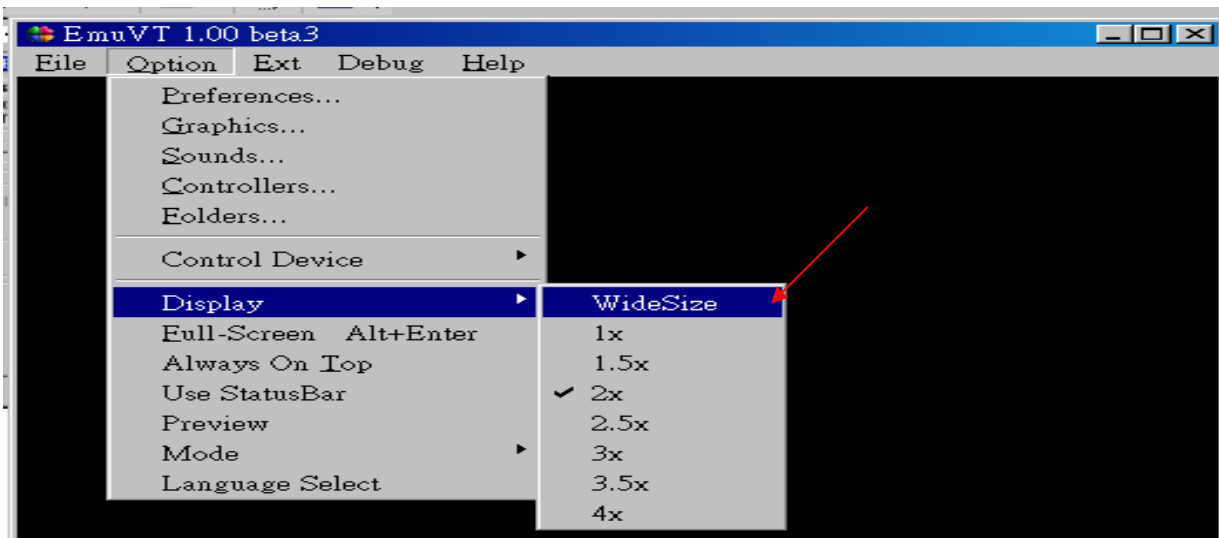 EmuVT 1.00 beta3
File Option Ext Debug Help
Preferences...
Graphics...
Sounds...
Controllers...
Folders...
Control Device
Display
Full-Screen Alt+Enter
Always On Top
Use StatusBar
Preview
Mode
Language Select
WideSize
1x
1.5x
2x
2.5x
3x
3.5x
4x